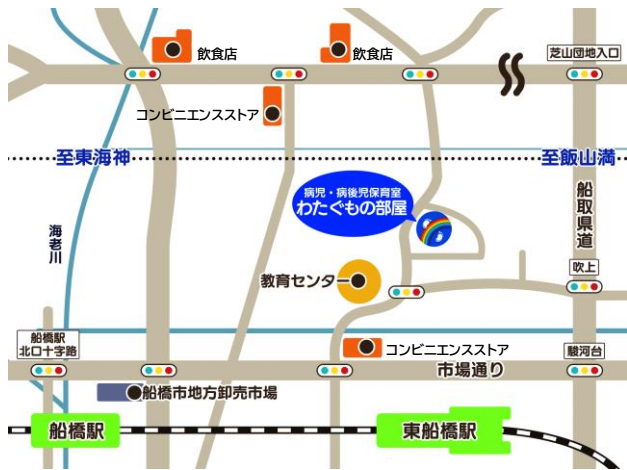 飲食店
飲食店
芝山団地入口
コンビニエンスストア
至東海神
至飯山満
病児・病後児保育室
わたぐもの部屋
船取県道
海老川
教育センター
吹上
船橋駅
北口十字路
コンビニエンスストア
駿河台
市場通り
船橋市地方卸売市場
船橋駅
東船橋駅